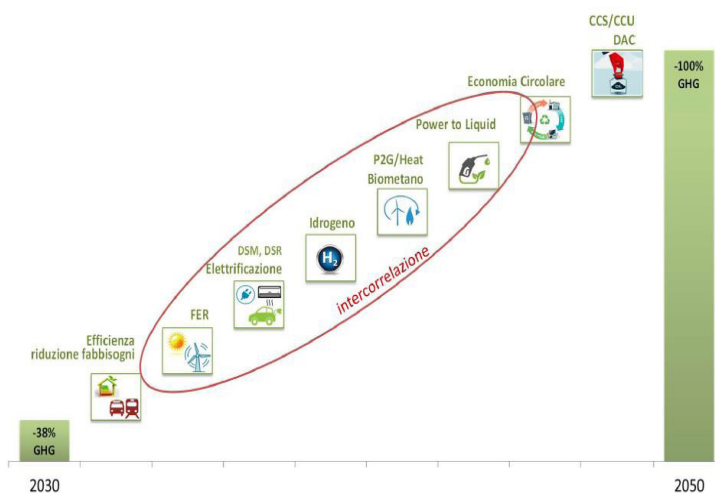 CCS/CCU
DAC
-100%
GHG
Economia Circolare
Power to Liquid
P2G/Heat
Biometano
Idrogeno
H2
DSM, DSR
Elettrificazione
intercorrelazione
FER
Efficienza
riduzione fabbisogni
-38%
GHG
2030
2050